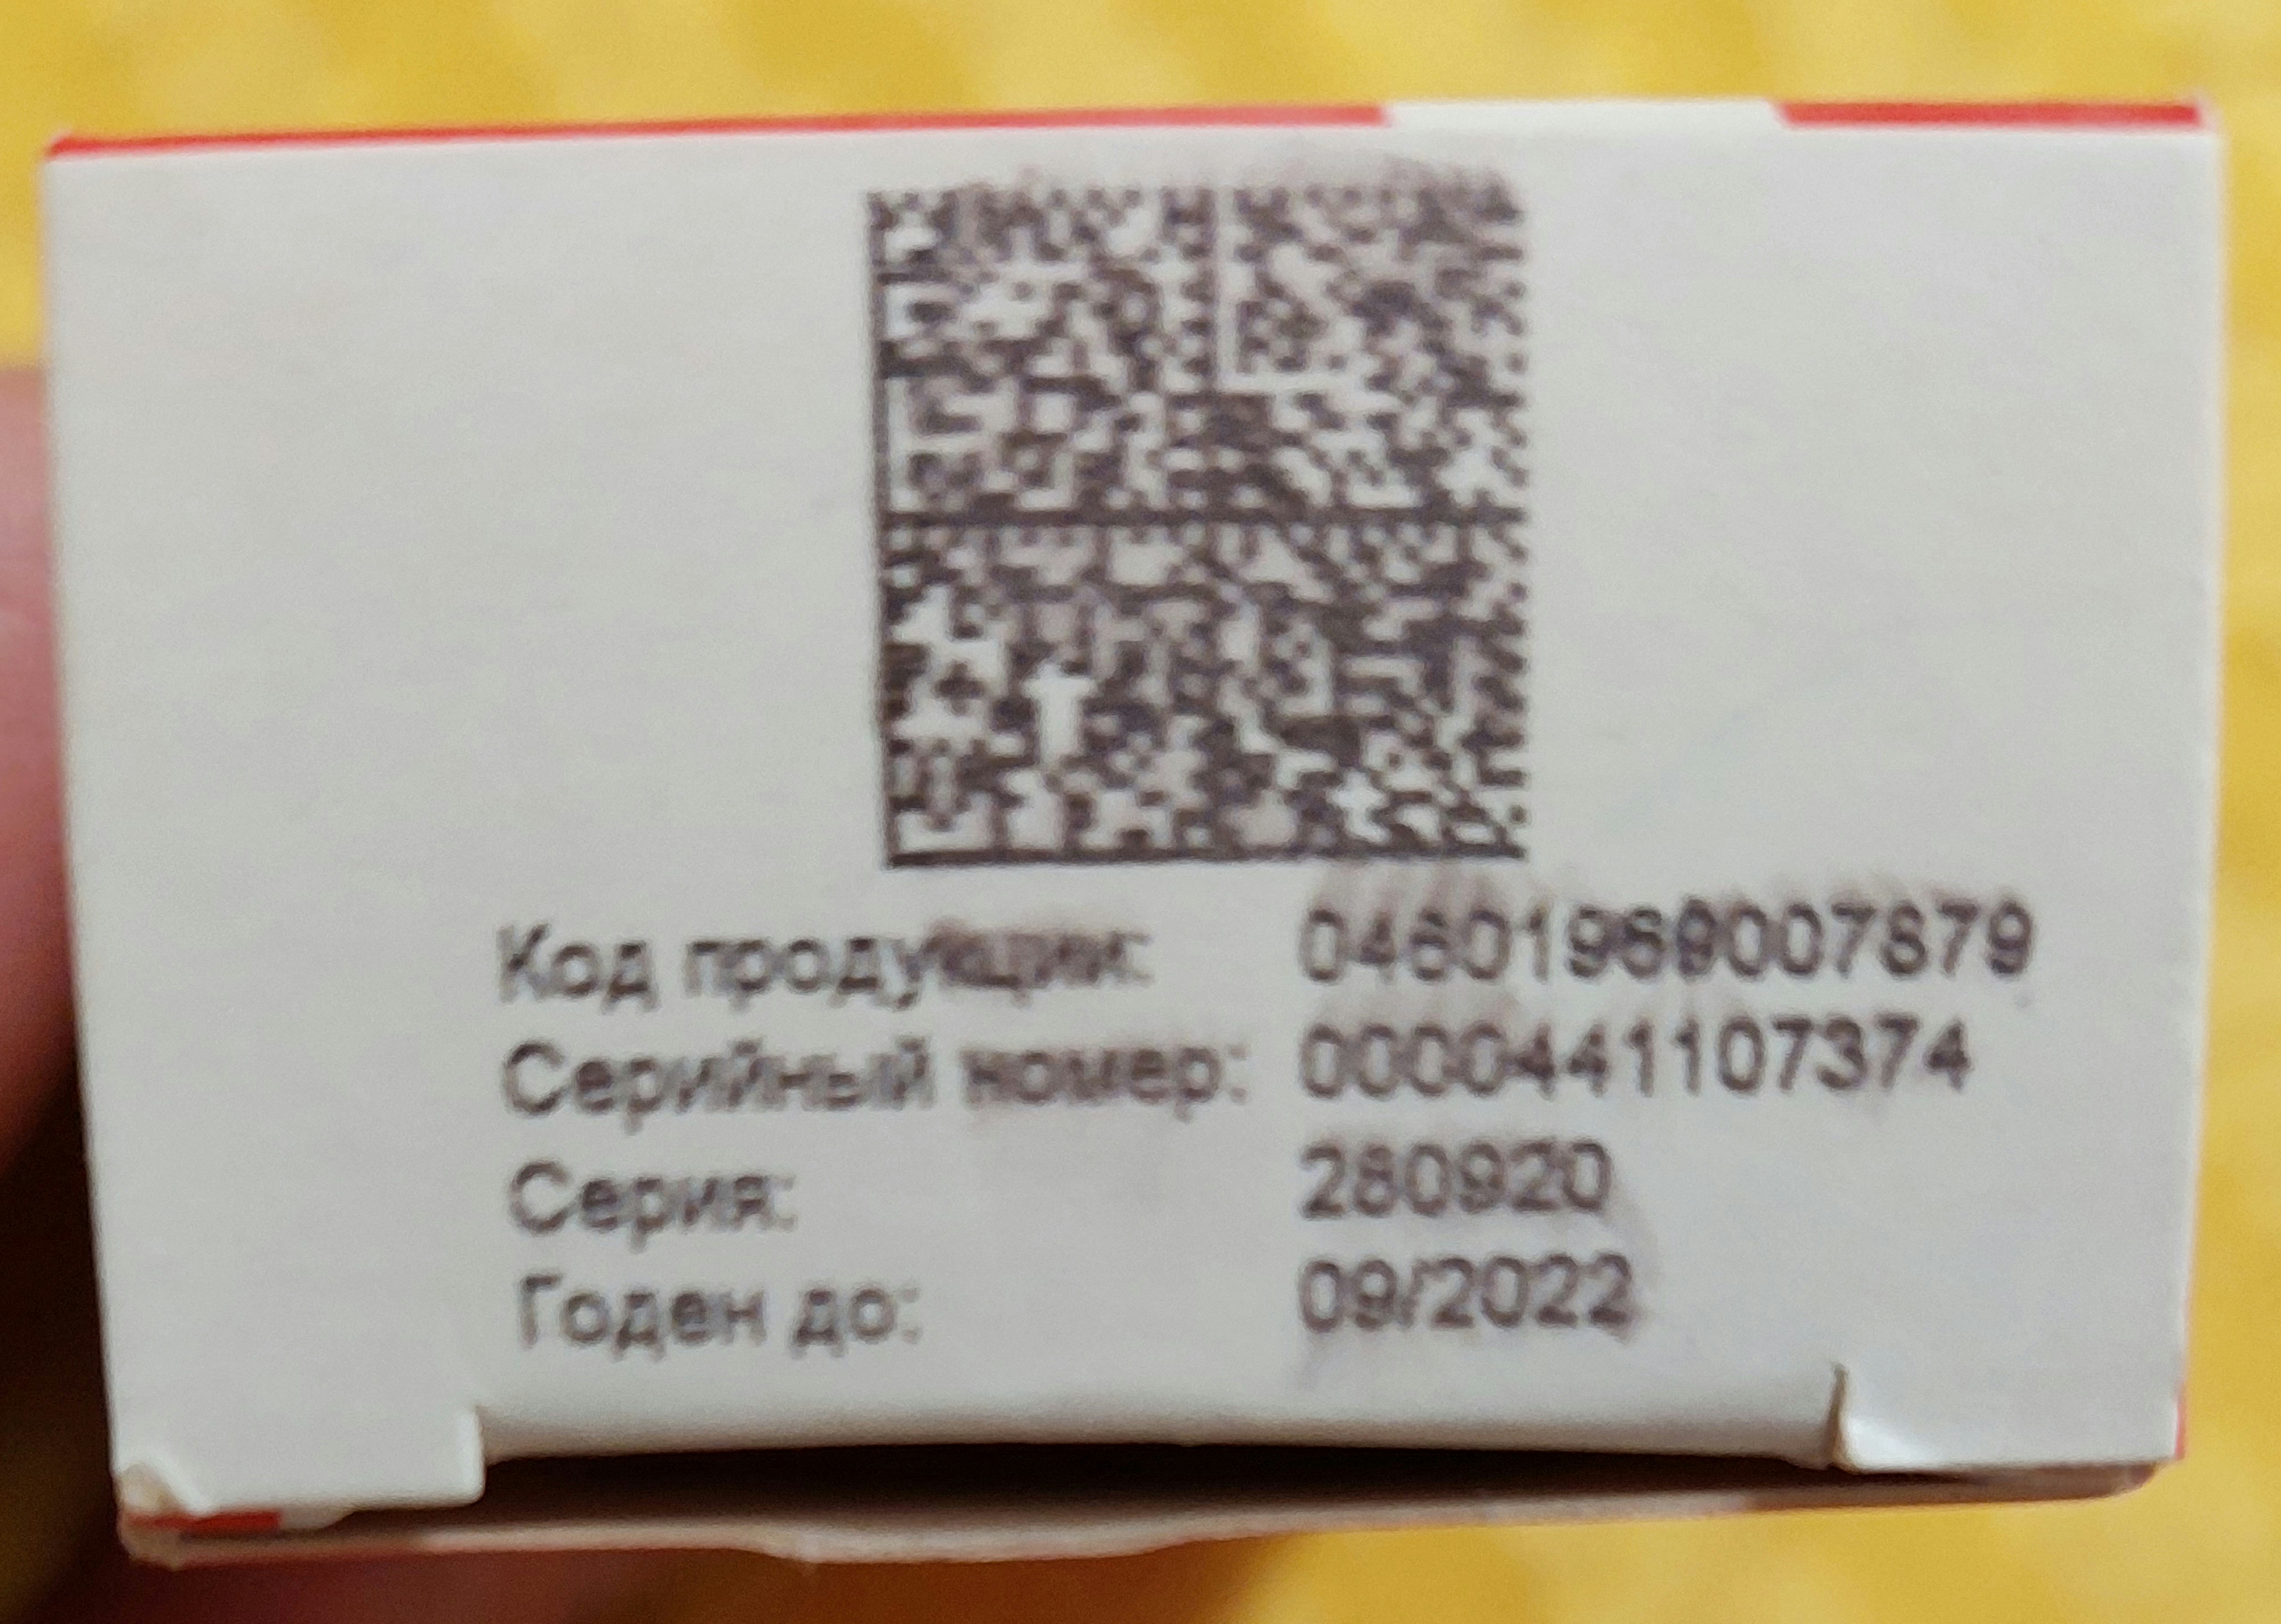 Код продукции: 04601969007879
Серийный номер: 0000441107374
Серия: 280920
Годен до: 09/2022